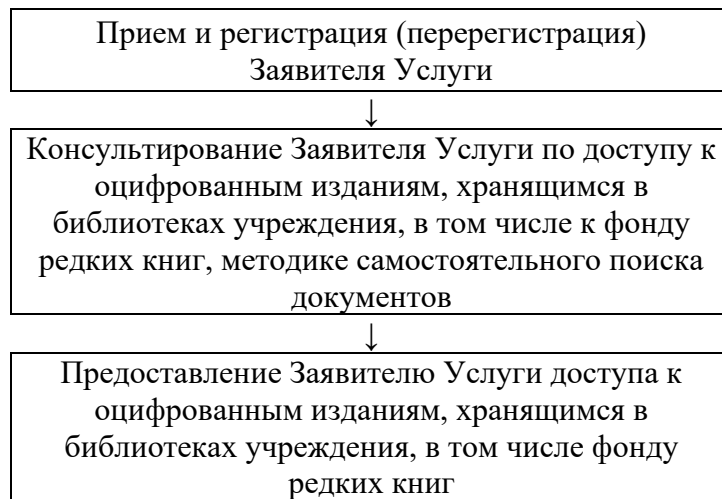 Прием и регистрация (перерегистрация)
Заявителя Услуги
↓
Консультирование Заявителя Услуги по доступу к
оцифрованным изданиям, хранящимся в
библиотеках учреждения, в том числе к фонду
редких книг, методике самостоятельного поиска
документов
↓
Предоставление Заявителю Услуги доступа к
оцифрованным изданиям, хранящимся в
библиотеках учреждения, в том числе фонду
редких книг